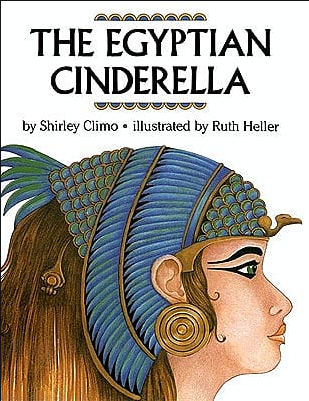 THE EGYPTIAN
CINDERELLA
by Shirley Climo • illustrated by Ruth Heller